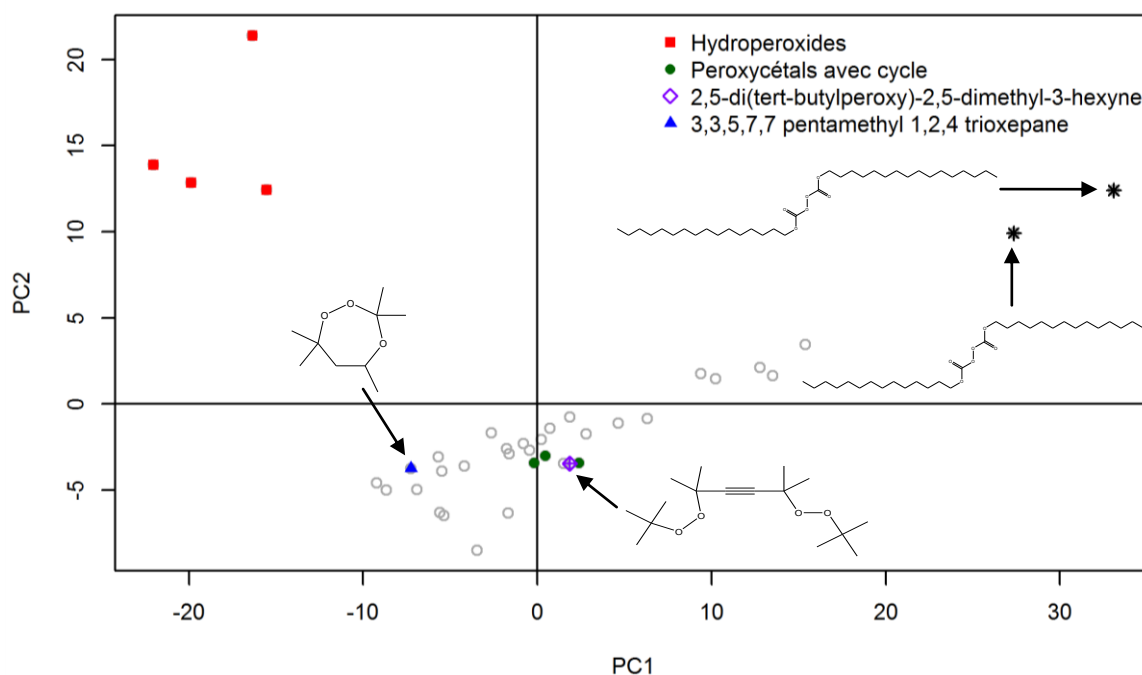 Hydroperoxides
Peroxycétals avec cycle
2,5-di(tert-butylperoxy)-2,5-dimethyl-3-hexyne
3,3,5,7,7 pentamethyl 1,2,4 trioxepane
PC2
20
15
10
5
0
-5
O
O
O
O
O
O
O
-20
-10
0
10
20
30
PC1